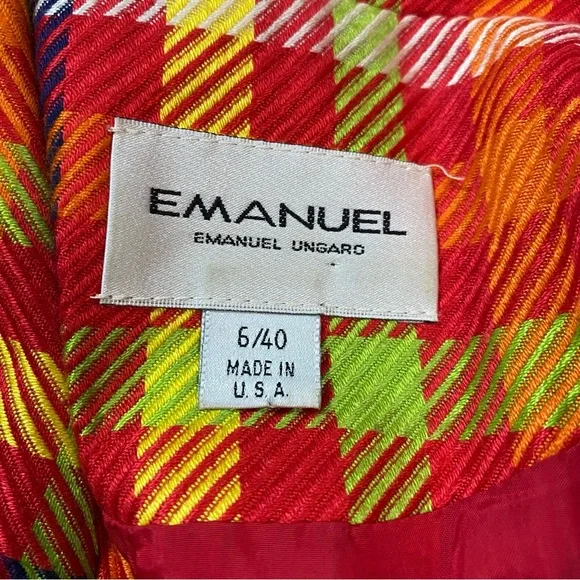 EMANUEL
EMANUEL UNGARO
6/40
MADE IN
U.S.A.